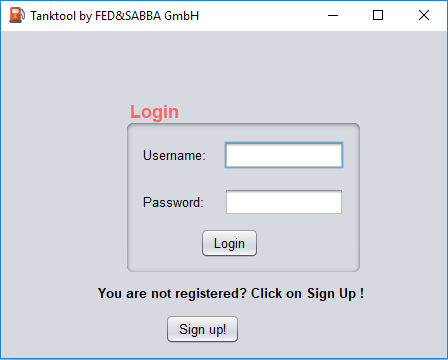 Tanktool by FED&SABBA GmbH
Login
Username:
Password:
Login
You are not registered? Click on Sign Up !
Sign up!